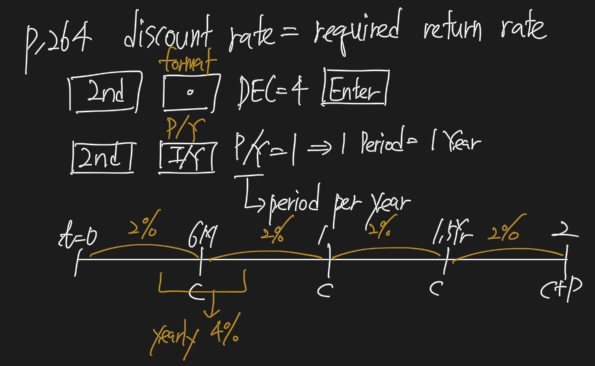 p.264 discount rate = required return rate
format
2nd . DEC=4 Enter
P/Y
2nd I/Y P/Y=1 ⇒ 1 Period = 1 Year
↳ period per year
t=0 2% 6M 2% 1 2% 1.5Yr 2% 2
C C C C+P
yearly 4%